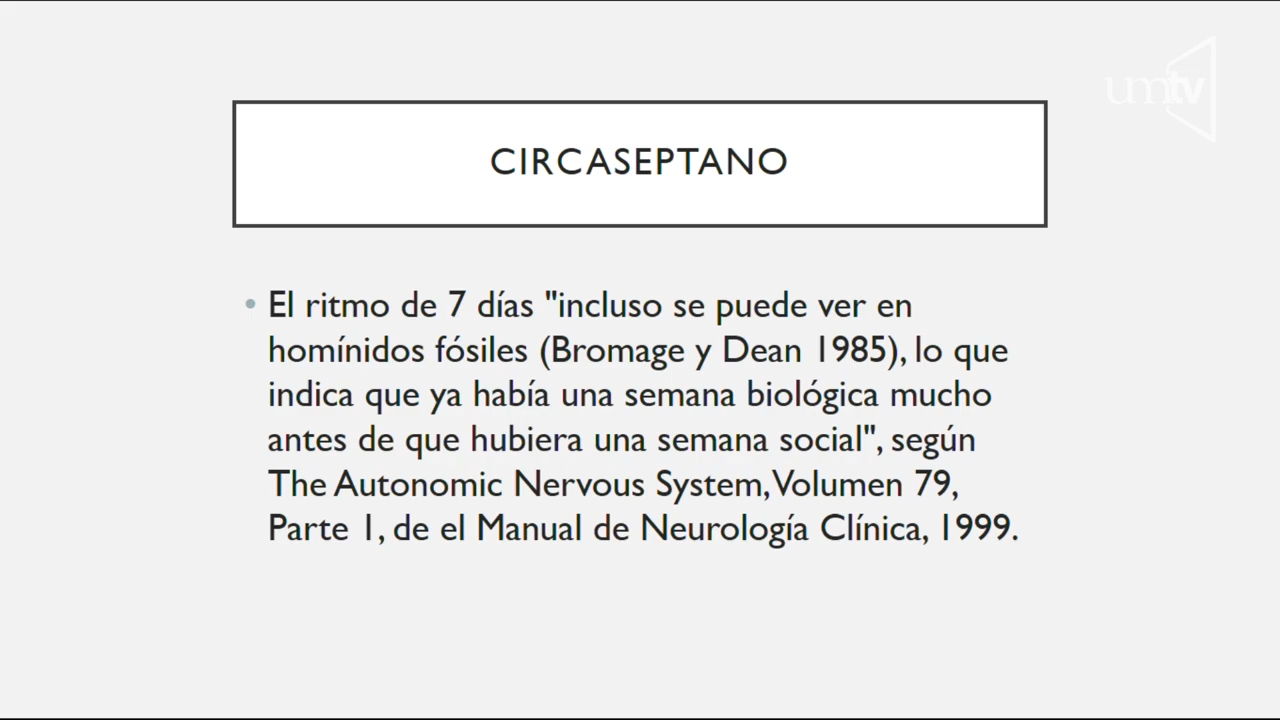 umtv
CIRCASEPTANO
• El ritmo de 7 días "incluso se puede ver en
homínidos fósiles (Bromage y Dean 1985), lo que
indica que ya había una semana biológica mucho
antes de que hubiera una semana social", según
The Autonomic Nervous System, Volumen 79,
Parte 1, de el Manual de Neurología Clínica, 1999.